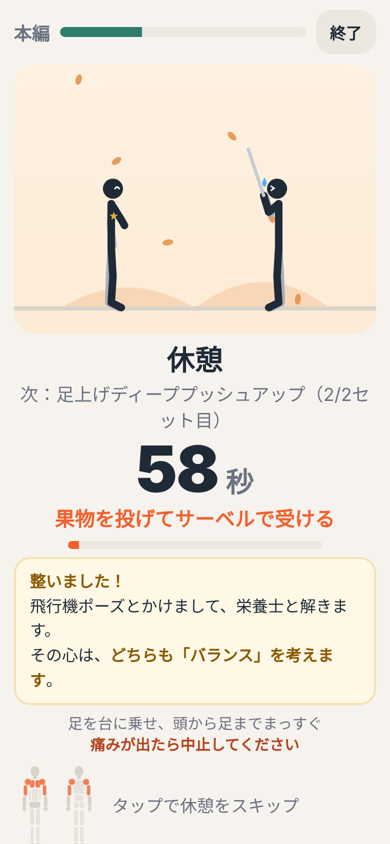 本編
終了
休憩
次：足上げディーププッシュアップ（2/2セ
ット目）
58 秒
果物を投げてサーベルで受ける
整いました！
飛行機ポーズとかけまして、栄養士と解きま
す。
その心は、どちらも「バランス」を考えま
す。
足を台に乗せ、頭から足までまっすぐ
痛みが出たら中止してください
タップで休憩をスキップ